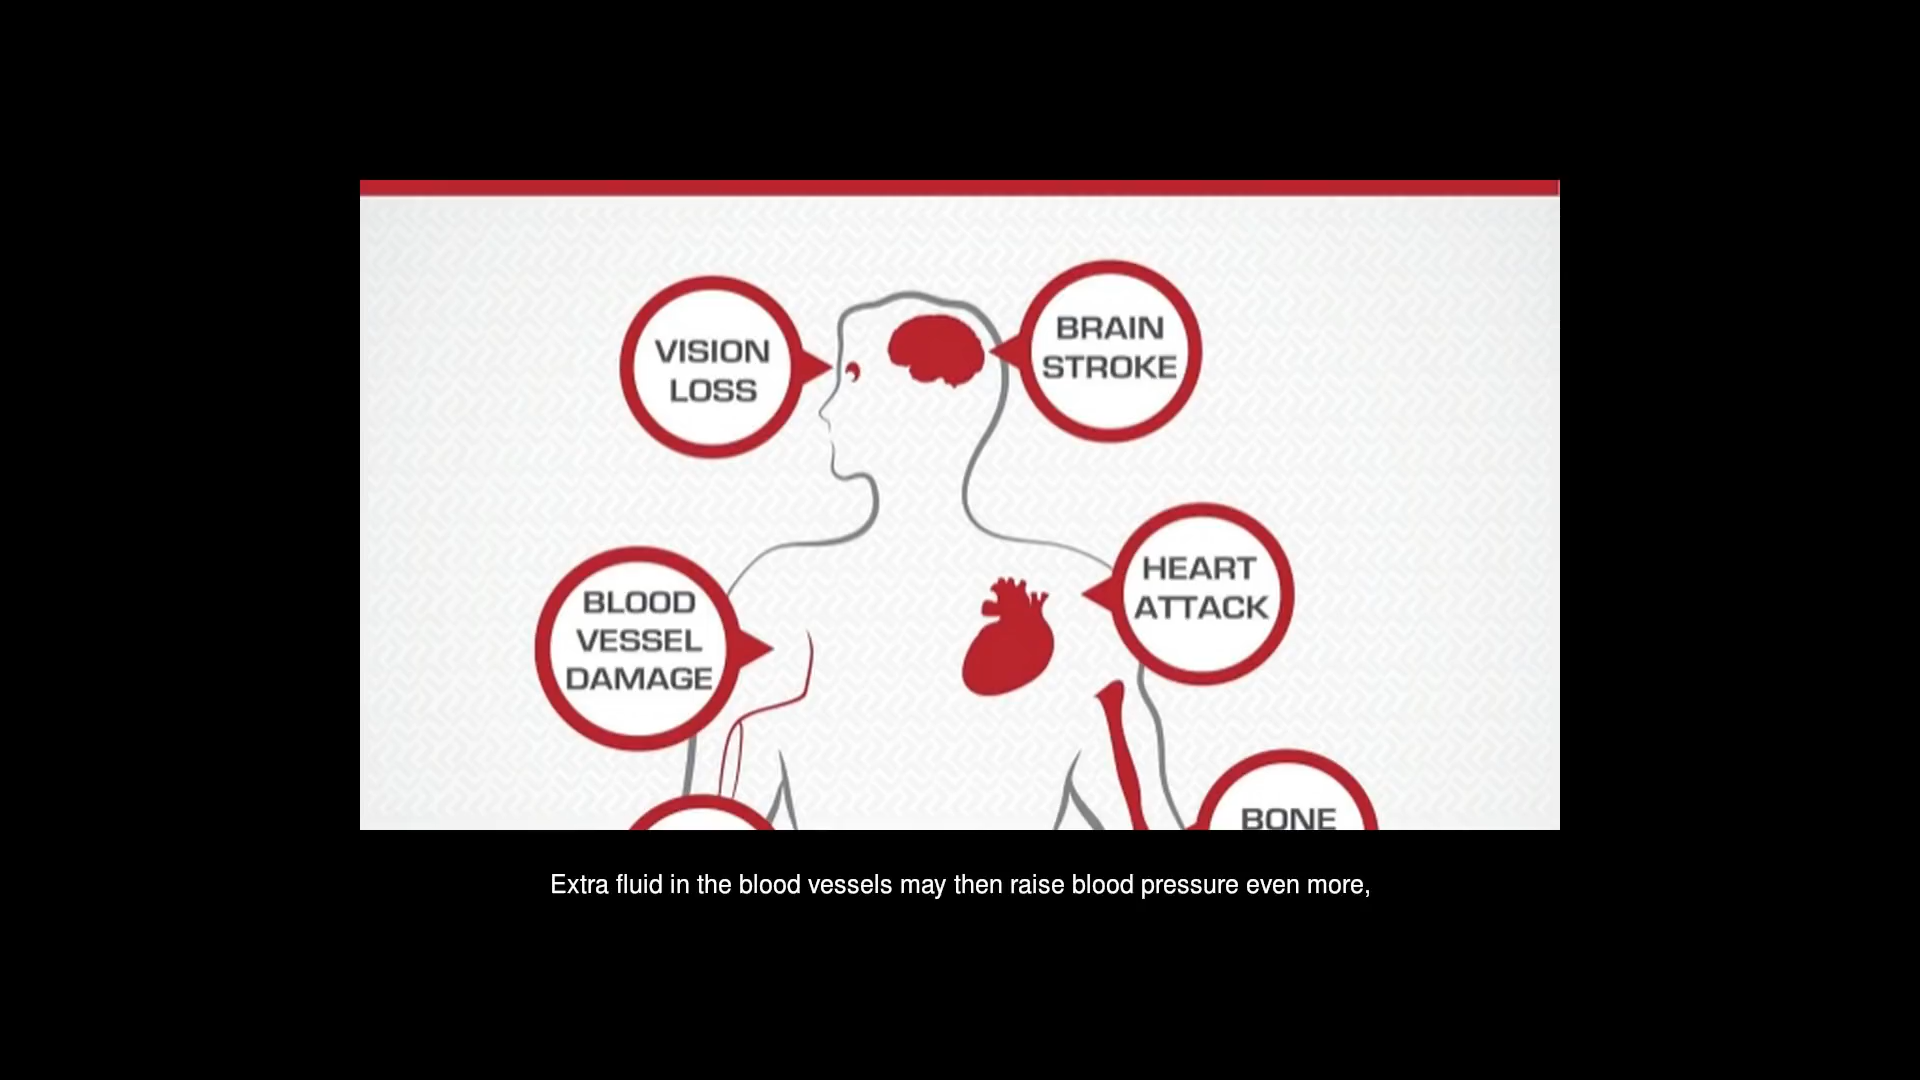 VISION
LOSS
BRAIN
STROKE
HEART
ATTACK
BLOOD
VESSEL
DAMAGE
BONE
Extra fluid in the blood vessels may then raise blood pressure even more,